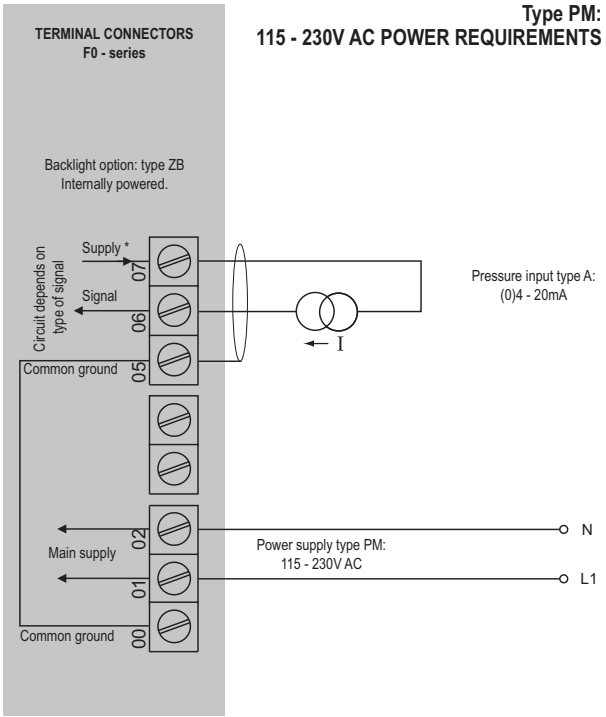 Type PM:
115 - 230V AC POWER REQUIREMENTS
TERMINAL CONNECTORS
F0 - series
Backlight option: type ZB
Internally powered.
Circuit depends on
type of signal
Supply *
07
Signal
06
Common ground
05
I
Pressure input type A:
(0)4 - 20mA
02
Main supply
01
Power supply type PM:
115 - 230V AC
N
L1
Common ground
00